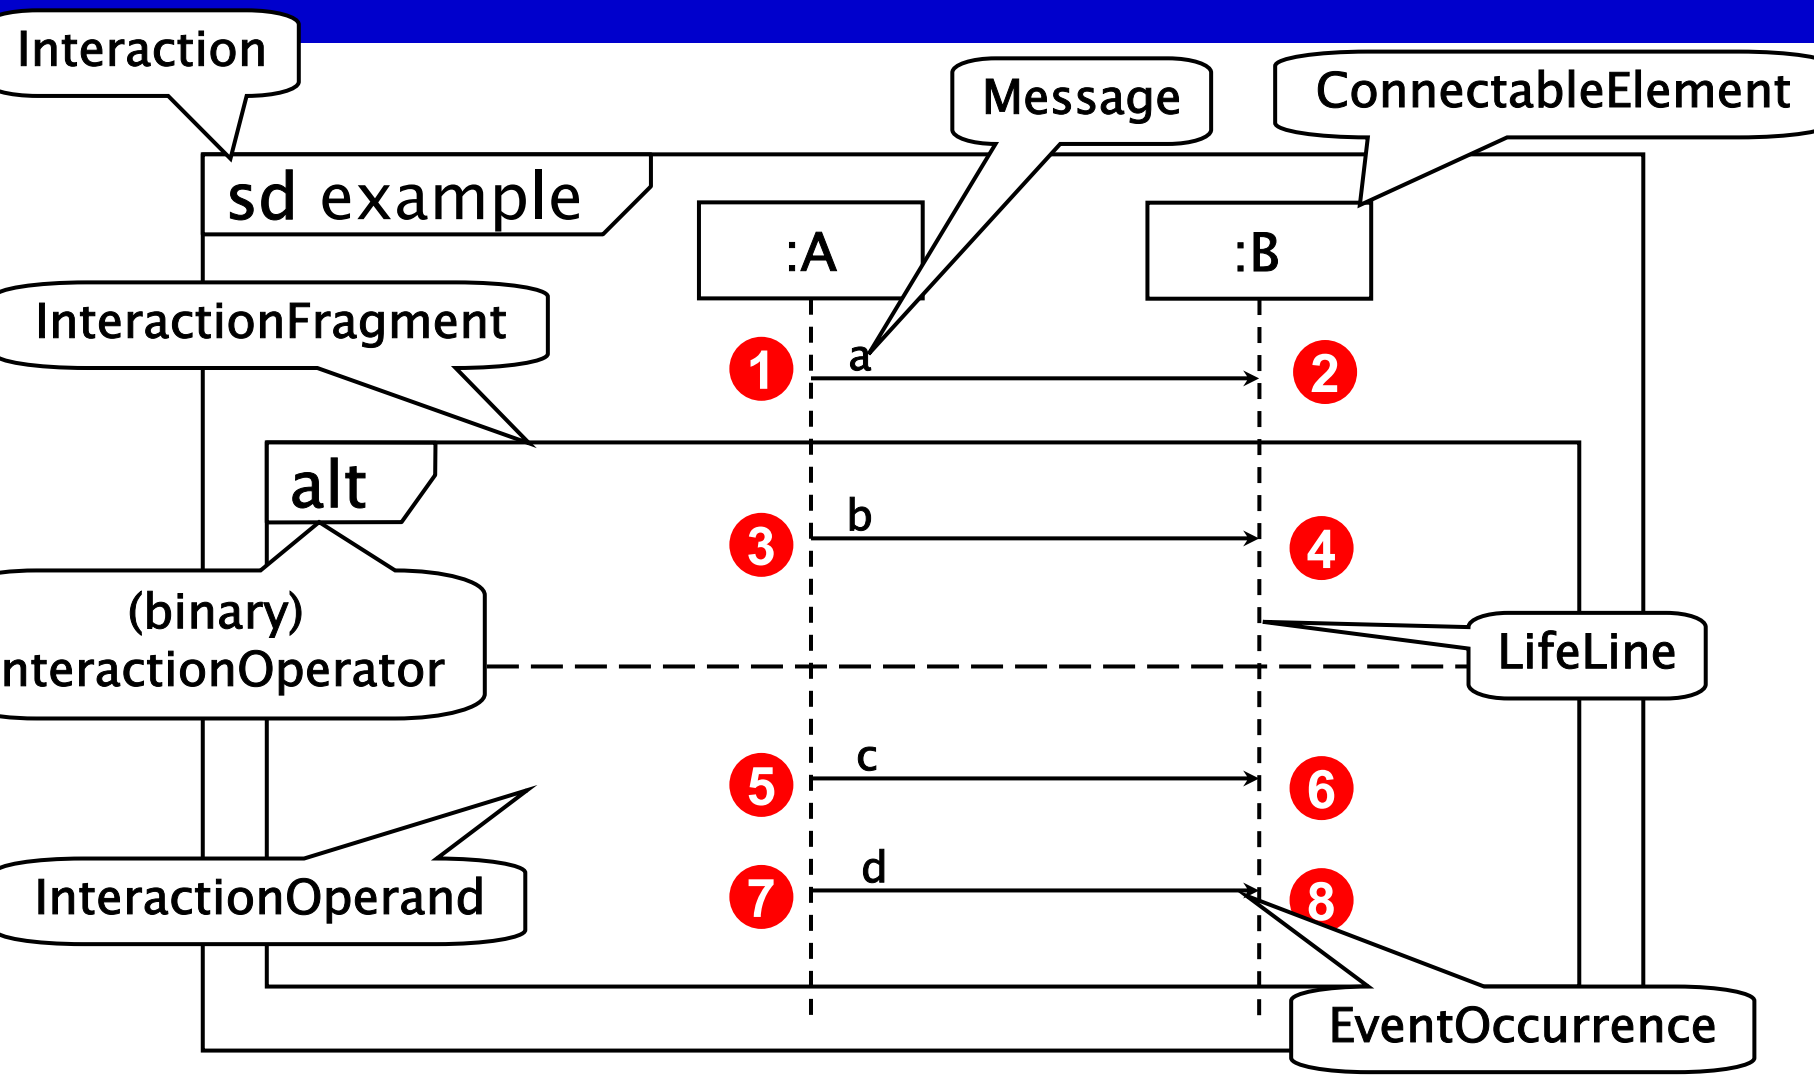 Interaction
Message
ConnectableElement
sd example
:A
:B
InteractionFragment
a
1
2
alt
b
3
4
(binary)
nteractionOperator
LifeLine
c
5
6
d
7
8
InteractionOperand
EventOccurrence